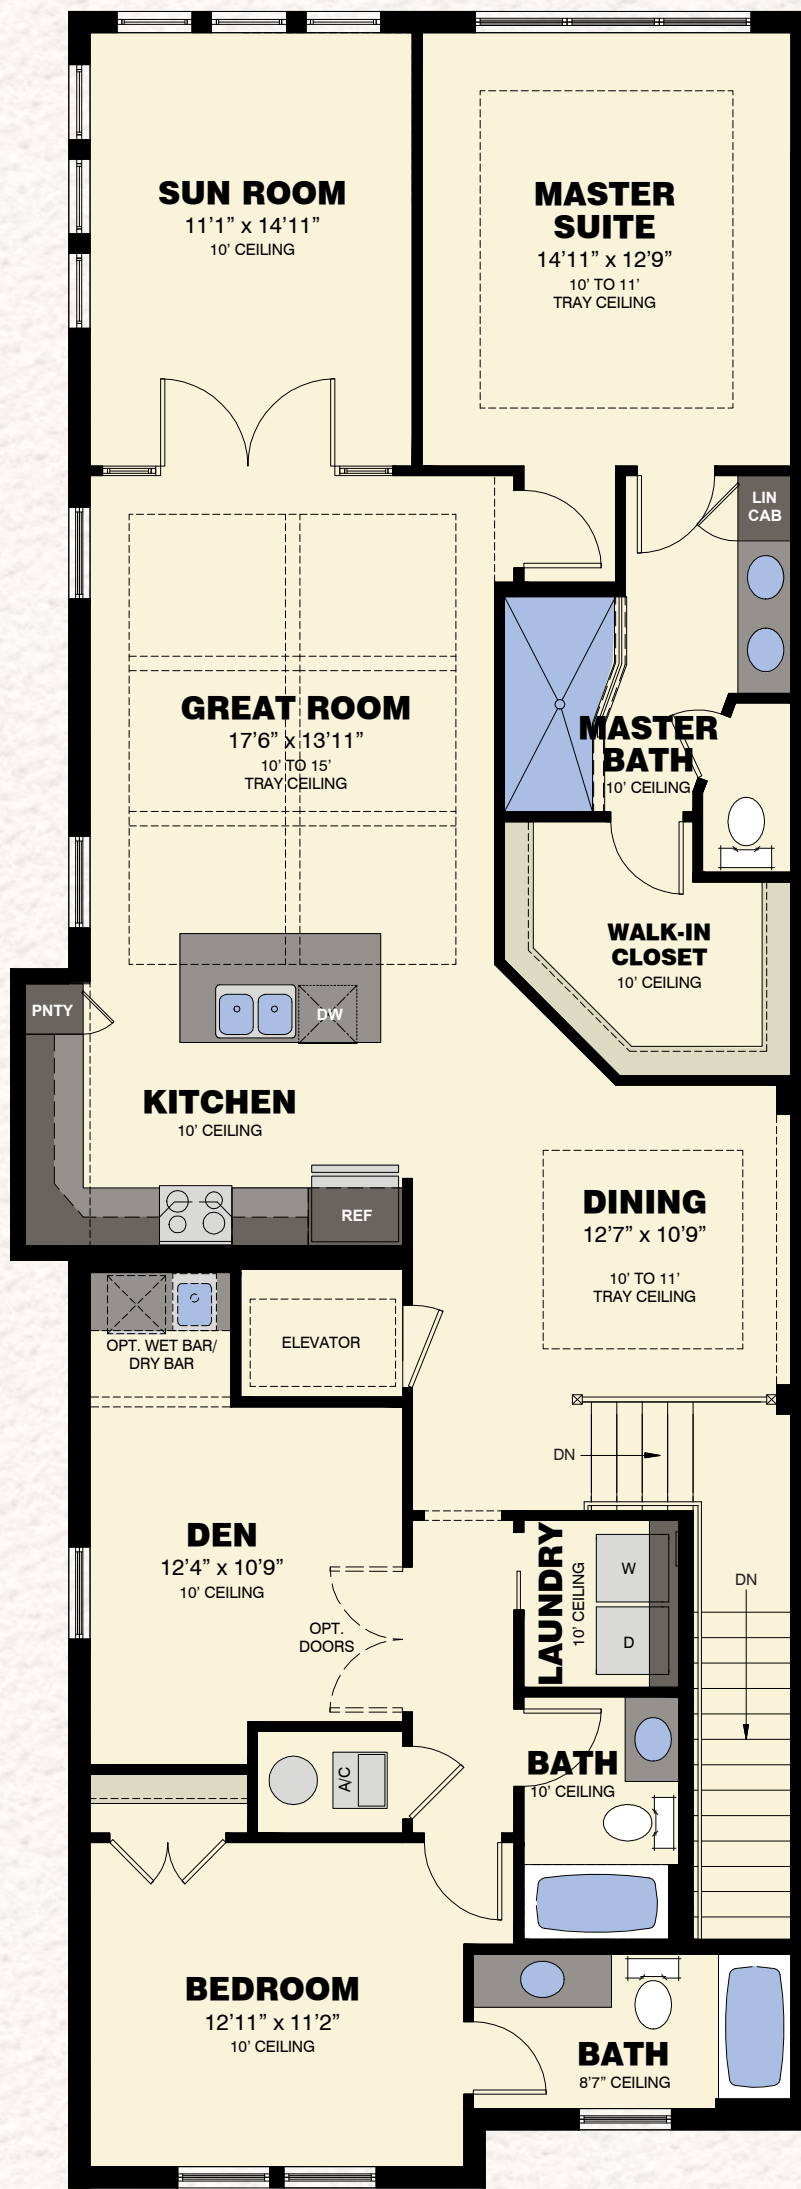 SUN ROOM
11'1” x 14'11”
10' CEILING
MASTER
SUITE
14'11” x 12'9”
10' TO 11'
TRAY CEILING
LIN
CAB
GREAT ROOM
17'6” x 13'11”
10' TO 15'
TRAY CEILING
MASTER
BATH
10' CEILING
WALK-IN
CLOSET
10' CEILING
PNTY
DW
KITCHEN
10' CEILING
REF
DINING
12'7” x 10'9”
10' TO 11'
TRAY CEILING
OPT. WET BAR/
DRY BAR
ELEVATOR
DN
DEN
12'4” x 10'9”
10' CEILING
OPT.
DOORS
LAUNDRY
10' CEILING
W
D
DN
A/C
BATH
10' CEILING
BEDROOM
12'11” x 11'2”
10' CEILING
BATH
8'7” CEILING